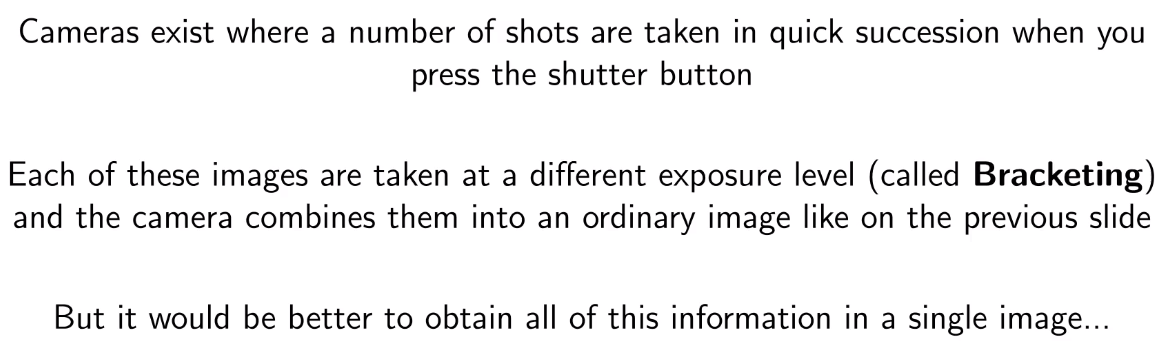 Cameras exist where a number of shots are taken in quick succession when you
press the shutter button
Each of these images are taken at a different exposure level (called Bracketing)
and the camera combines them into an ordinary image like on the previous slide
But it would be better to obtain all of this information in a single image...